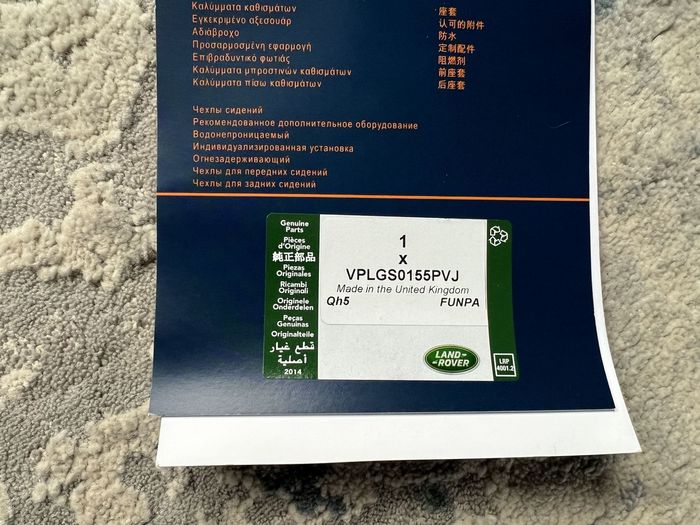 Καλύμματα καθισμάτων
Εγκεκριμένο αξεσουάρ
Αδιάβροχο
Προσαρμοσμένη εφαρμογή
Επιβραδυντικό φωτιάς
Καλύμματα μπροστινών καθισμάτων
Καλύμματα πίσω καθισμάτων
座套
认可的附件
防水
定制配件
阻燃剂
前座套
后座套
Чехлы сидений
Рекомендованное дополнительное оборудование
Водонепроницаемый
Индивидуализированная установка
Огнезадерживающий
Чехлы для передних сидений
Чехлы для задних сидений
Genuine
Parts
Pièces
d'Origine
純正部品
Piezas
Originales
Ricambi
Originali
Originele
Onderdelen
Peças
Genuinas
Originalteile
قطع غيار
أصلية
2014
1
x
VPLGS0155PVJ
Made in the United Kingdom
Qh5 FUNPA
LAND-
-ROVER
LRP
4001.2